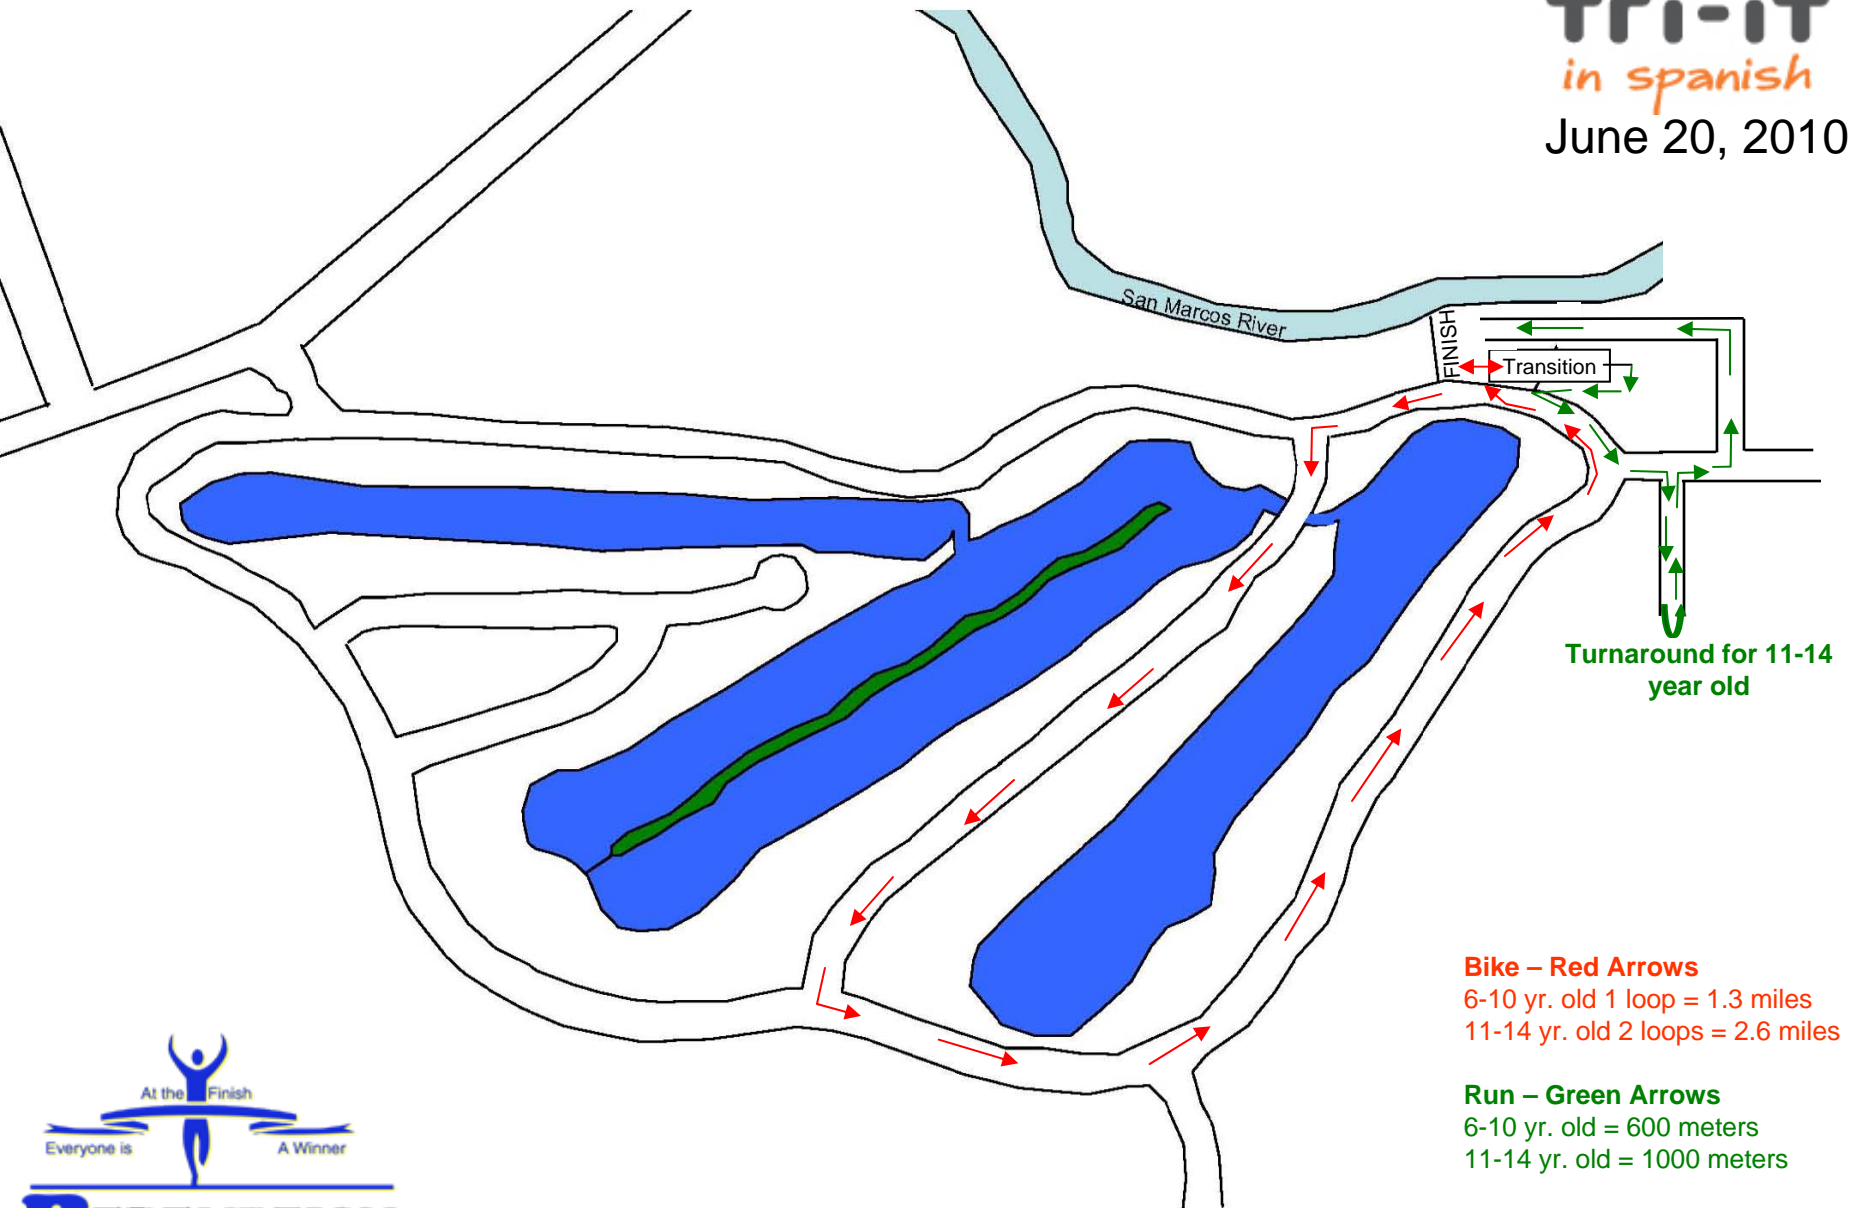 Tri-it
in spanish
June 20, 2010
San Marcos River
FINISH
Transition
Turnaround for 11-14
year old
Bike – Red Arrows
6-10 yr. old 1 loop = 1.3 miles
11-14 yr. old 2 loops = 2.6 miles
Run – Green Arrows
6-10 yr. old = 600 meters
11-14 yr. old = 1000 meters
At the Finish
Everyone is A Winner